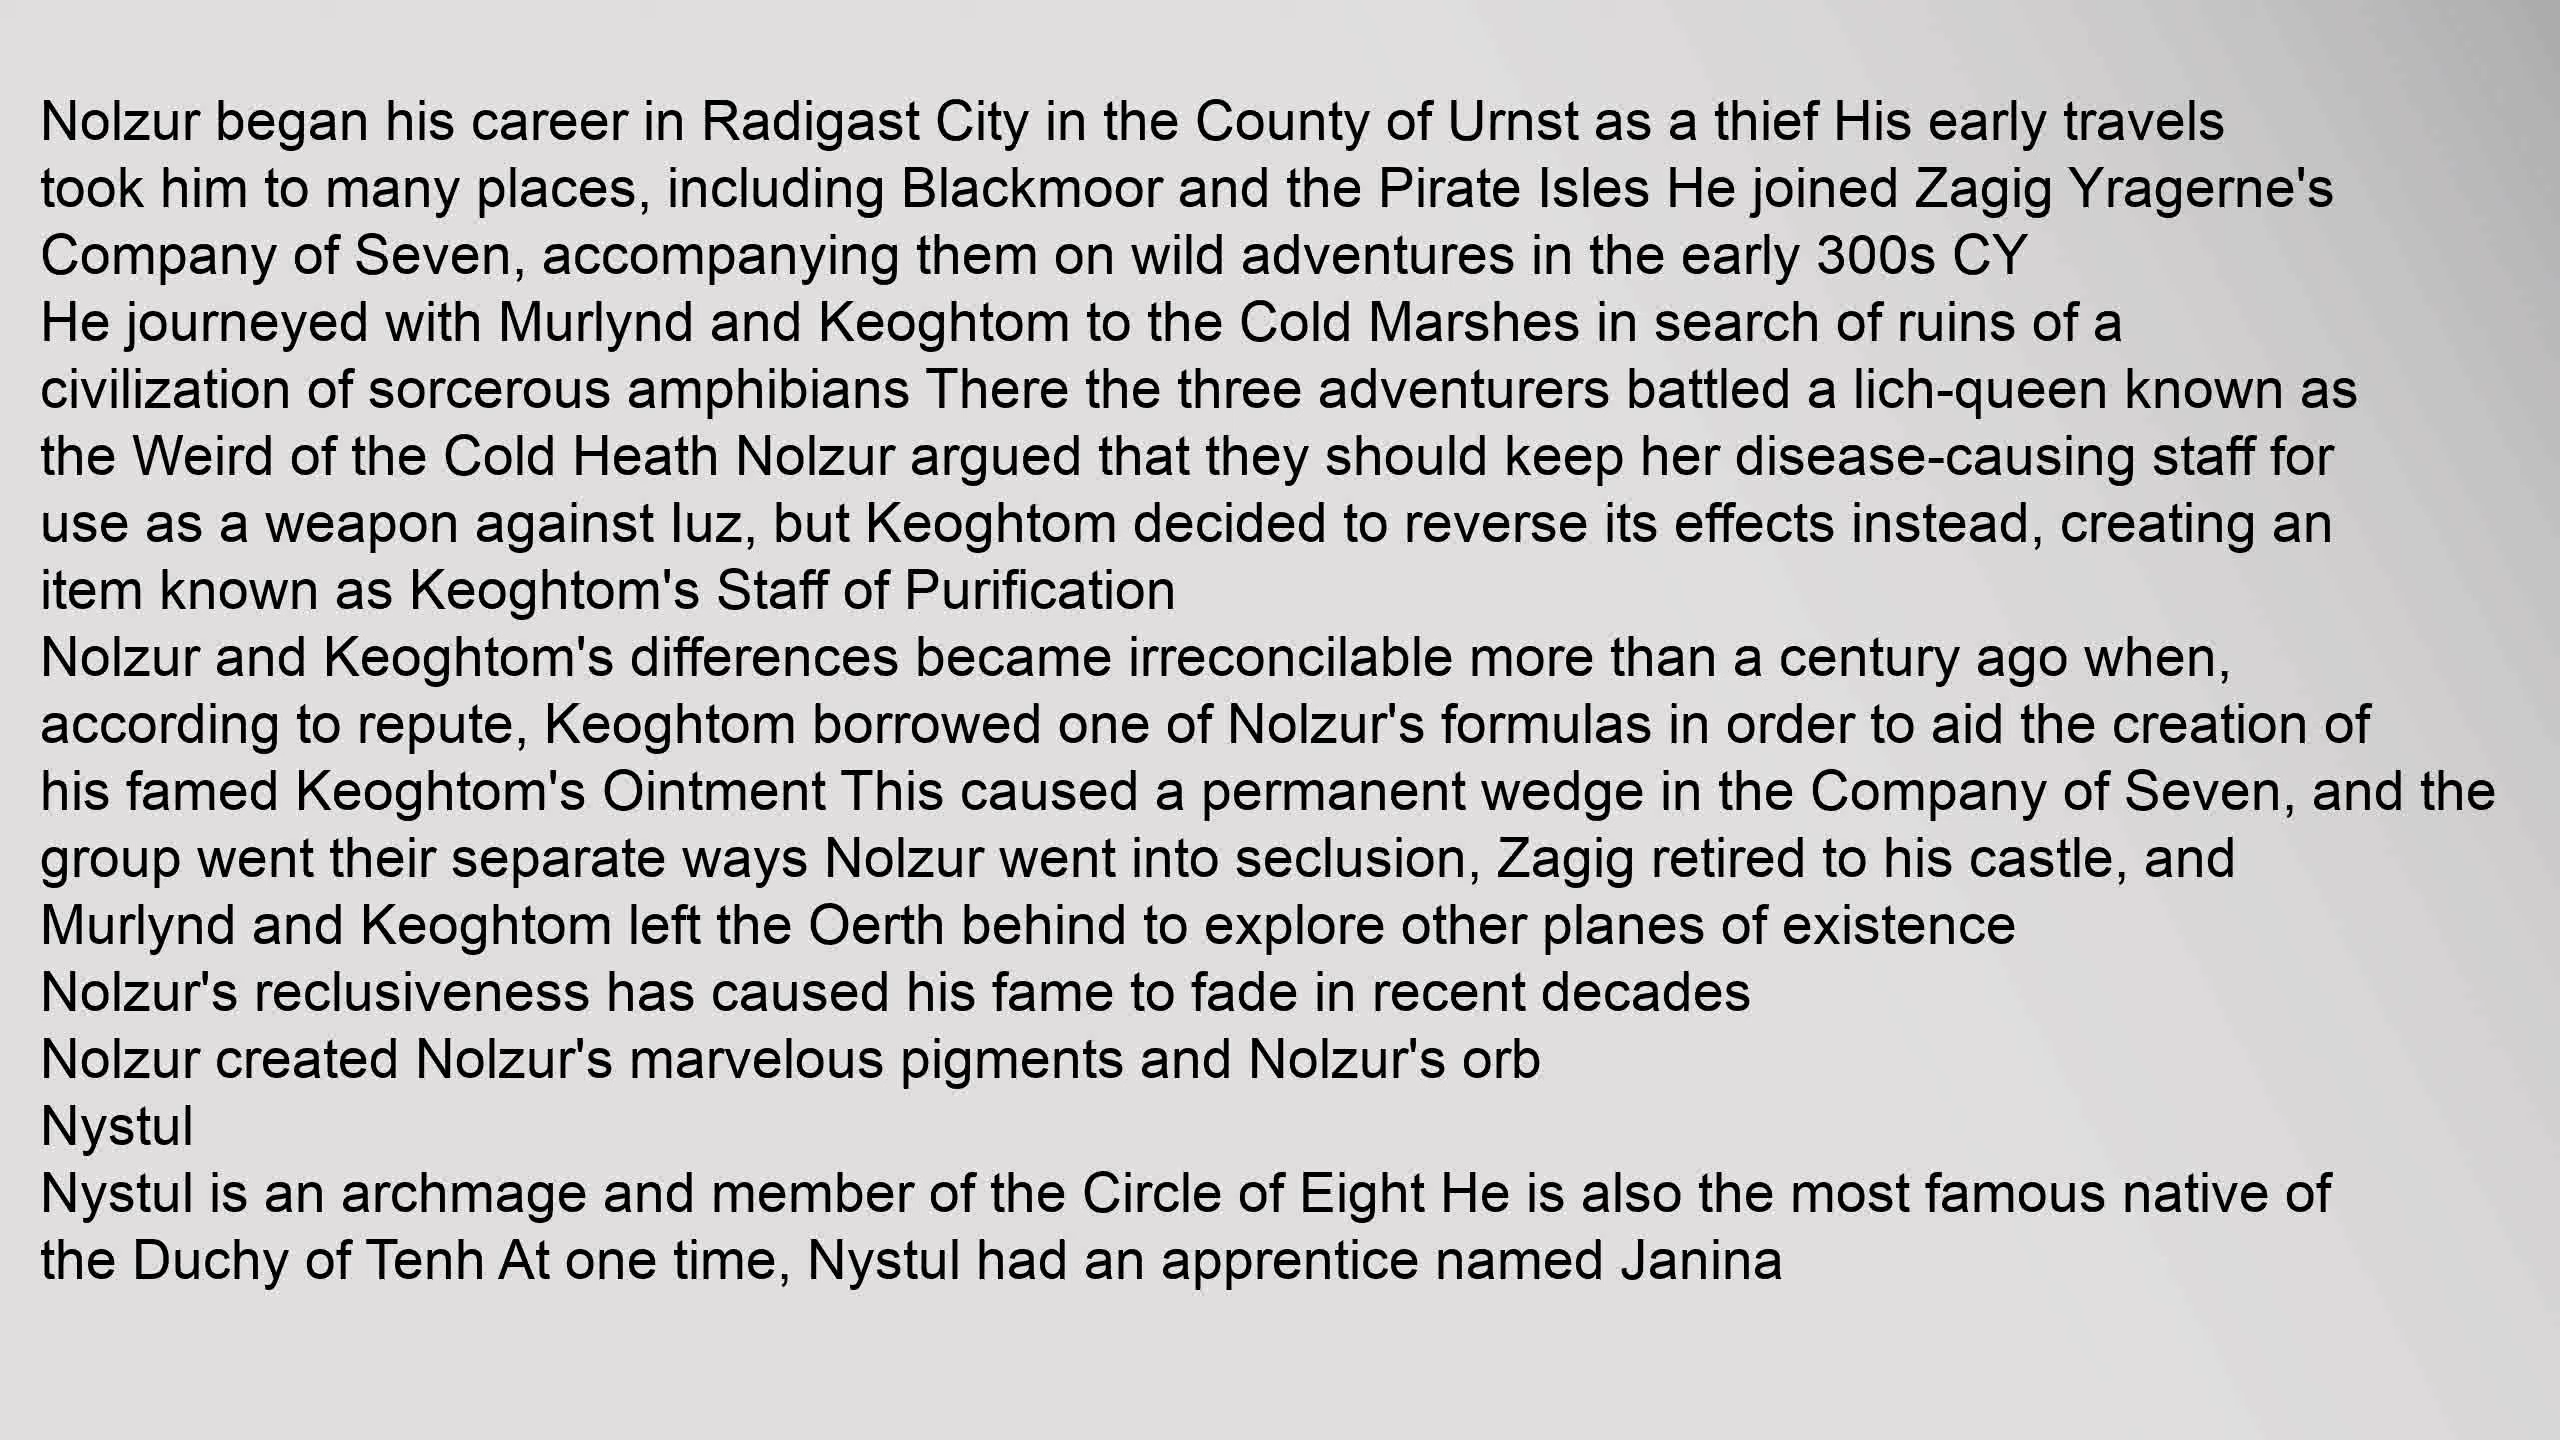 Nolzur began his career in Radigast City in the County of Urnst as a thief His early travels
took him to many places, including Blackmoor and the Pirate Isles He joined Zagig Yragerne's
Company of Seven, accompanying them on wild adventures in the early 300s CY
He journeyed with Murlynd and Keoghtom to the Cold Marshes in search of ruins of a
civilization of sorcerous amphibians There the three adventurers battled a lich-queen known as
the Weird of the Cold Heath Nolzur argued that they should keep her disease-causing staff for
use as a weapon against Iuz, but Keoghtom decided to reverse its effects instead, creating an
item known as Keoghtom's Staff of Purification
Nolzur and Keoghtom's differences became irreconcilable more than a century ago when,
according to repute, Keoghtom borrowed one of Nolzur's formulas in order to aid the creation of
his famed Keoghtom's Ointment This caused a permanent wedge in the Company of Seven, and the
group went their separate ways Nolzur went into seclusion, Zagig retired to his castle, and
Murlynd and Keoghtom left the Oerth behind to explore other planes of existence
Nolzur's reclusiveness has caused his fame to fade in recent decades
Nolzur created Nolzur's marvelous pigments and Nolzur's orb
Nystul
Nystul is an archmage and member of the Circle of Eight He is also the most famous native of
the Duchy of Tenh At one time, Nystul had an apprentice named Janina